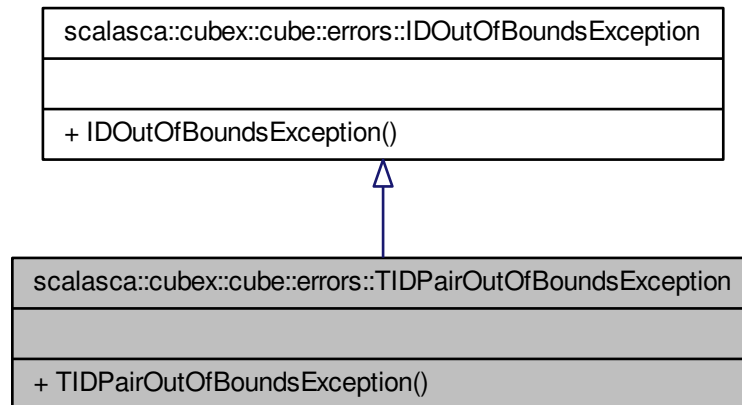 scalasca::cubex::cube::errors::IDOutOfBoundsException
+ IDOutOfBoundsException()
scalasca::cubex::cube::errors::TIDPairOutOfBoundsException
+ TIDPairOutOfBoundsException()